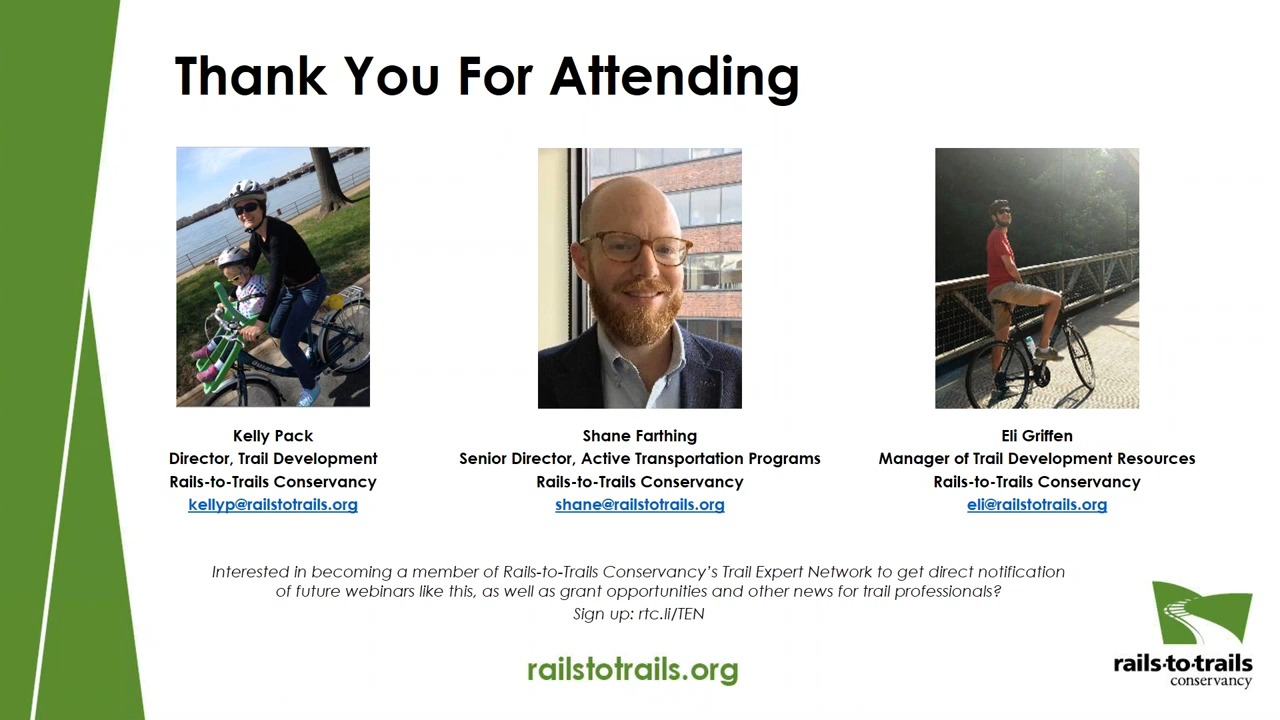 Thank You For Attending
Kelly Pack
Director, Trail Development
Rails-to-Trails Conservancy
kellyp@railstotrails.org
Shane Farthing
Senior Director, Active Transportation Programs
Rails-to-Trails Conservancy
shane@railstotrails.org
Eli Griffen
Manager of Trail Development Resources
Rails-to-Trails Conservancy
eli@railstotrails.org
Interested in becoming a member of Rails-to-Trails Conservancy's Trail Expert Network to get direct notification
of future webinars like this, as well as grant opportunities and other news for trail professionals?
Sign up: rtc.li/TEN
railstotrails.org
rails·to·trails
conservancy